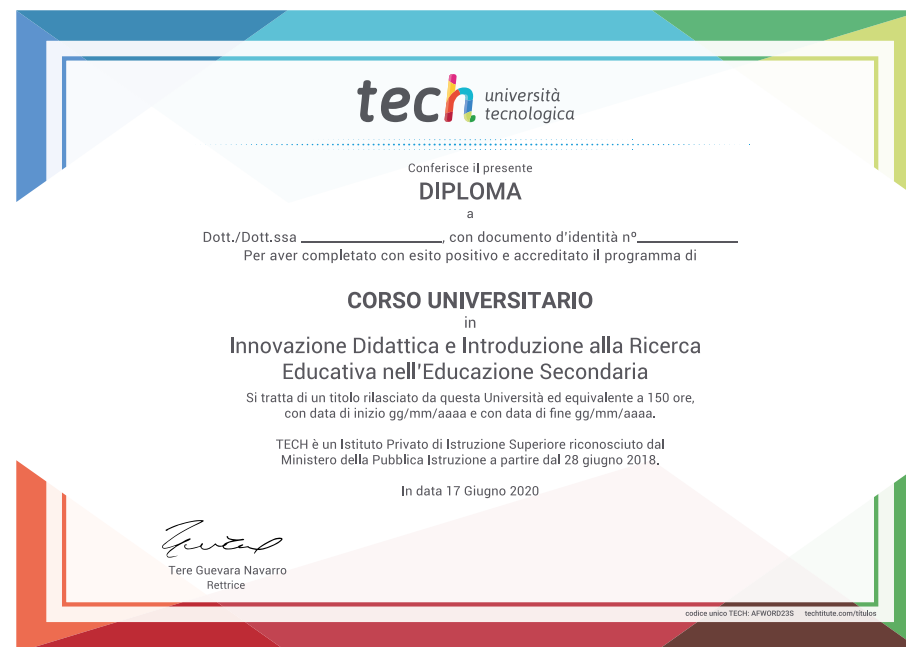 tech università
tecnologica
Conferisce il presente
DIPLOMA
a
Dott./Dott.ssa ________________, con documento d'identità nº____________
Per aver completato con esito positivo e accreditato il programma di
CORSO UNIVERSITARIO
in
Innovazione Didattica e Introduzione alla Ricerca
Educativa nell'Educazione Secondaria
Si tratta di un titolo rilasciato da questa Università ed equivalente a 150 ore,
con data di inizio gg/mm/aaaa e con data di fine gg/mm/aaaa.
TECH è un Istituto Privato di Istruzione Superiore riconosciuto dal
Ministero della Pubblica Istruzione a partire dal 28 giugno 2018.
In data 17 Giugno 2020
Tere Guevara Navarro
Rettrice
codice unico TECH: AFWORD23S techtitute.com/titulos